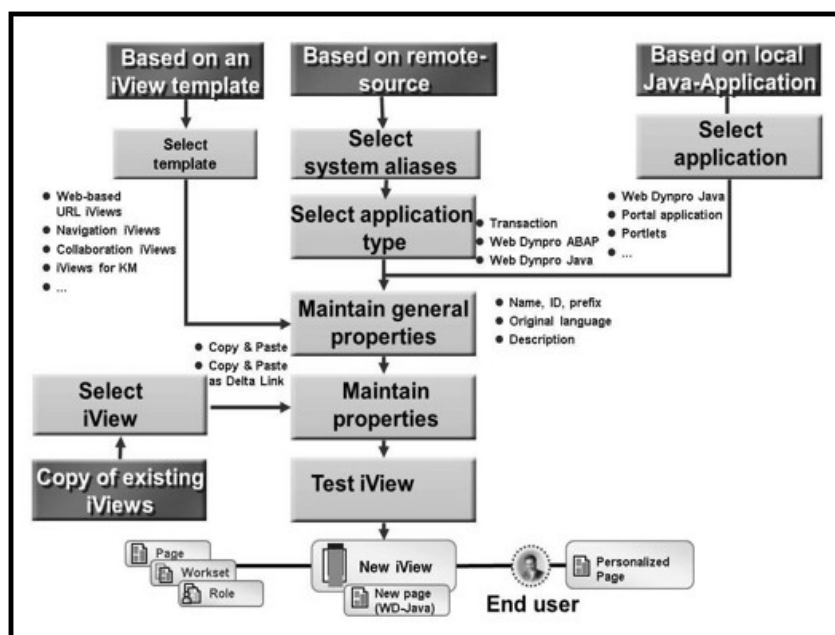 Based on an
iView template
Based on remote-
source
Based on local
Java-Application
Select
template
Select
system aliases
Select
application
● Web-based
URL iViews
● Navigation iViews
● Collaboration iViews
● iViews for KM
● ...
Select application
type
● Transaction
● Web Dynpro ABAP
● Web Dynpro Java
● Web Dynpro Java
● Portal application
● Portlets
● ...
Maintain general
properties
● Name, ID, prefix
● Original language
● Description
● Copy & Paste
● Copy & Paste
as Delta Link
Select
iView
Maintain
properties
Copy of existing
iViews
Test iView
Page
Workset
Role
New iView
New page
(WD-Java)
End user
Personalized
Page